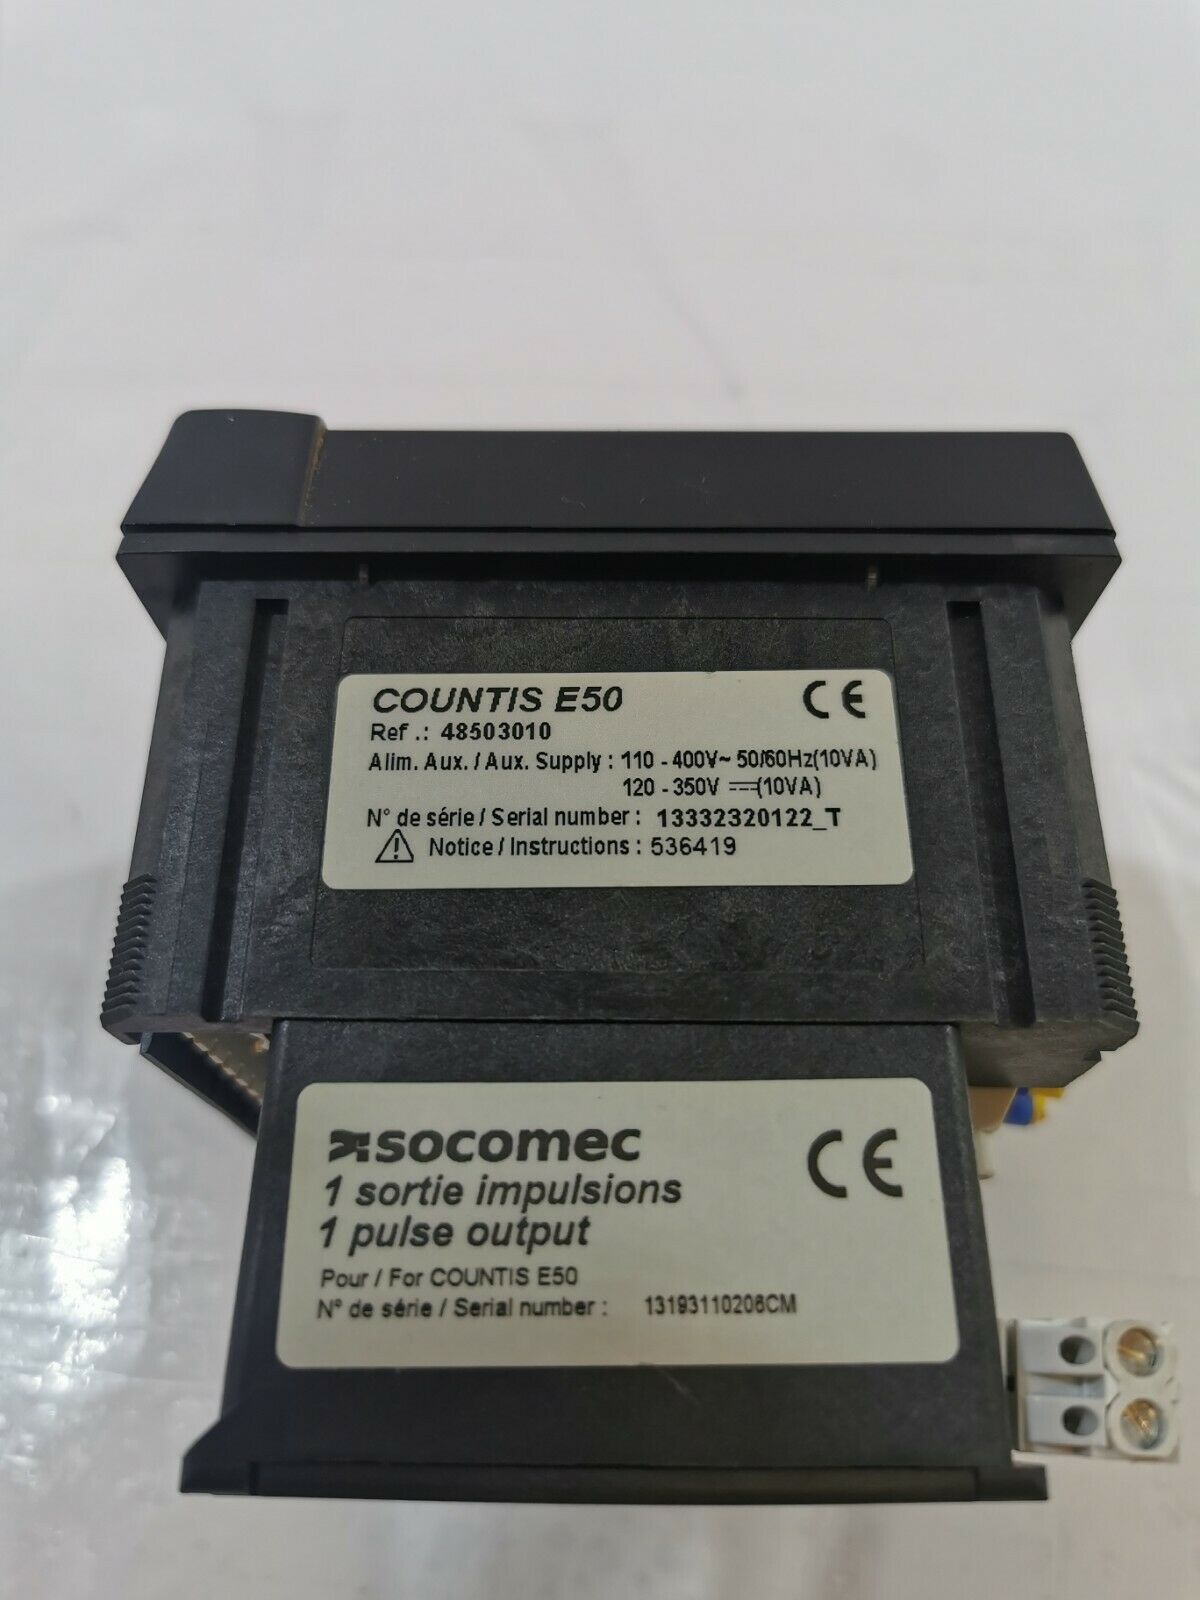 COUNTIS E50 CE
Ref .: 48503010
Alim. Aux. / Aux. Supply : 110 - 400V~ 50/60Hz(10VA)
120 - 350V ⎓(10VA)
N° de série / Serial number : 13332320122_T
⚠ Notice / Instructions : 536419
socomec CE
1 sortie impulsions
1 pulse output
Pour / For COUNTIS E50
N° de série / Serial number : 13193110206CM